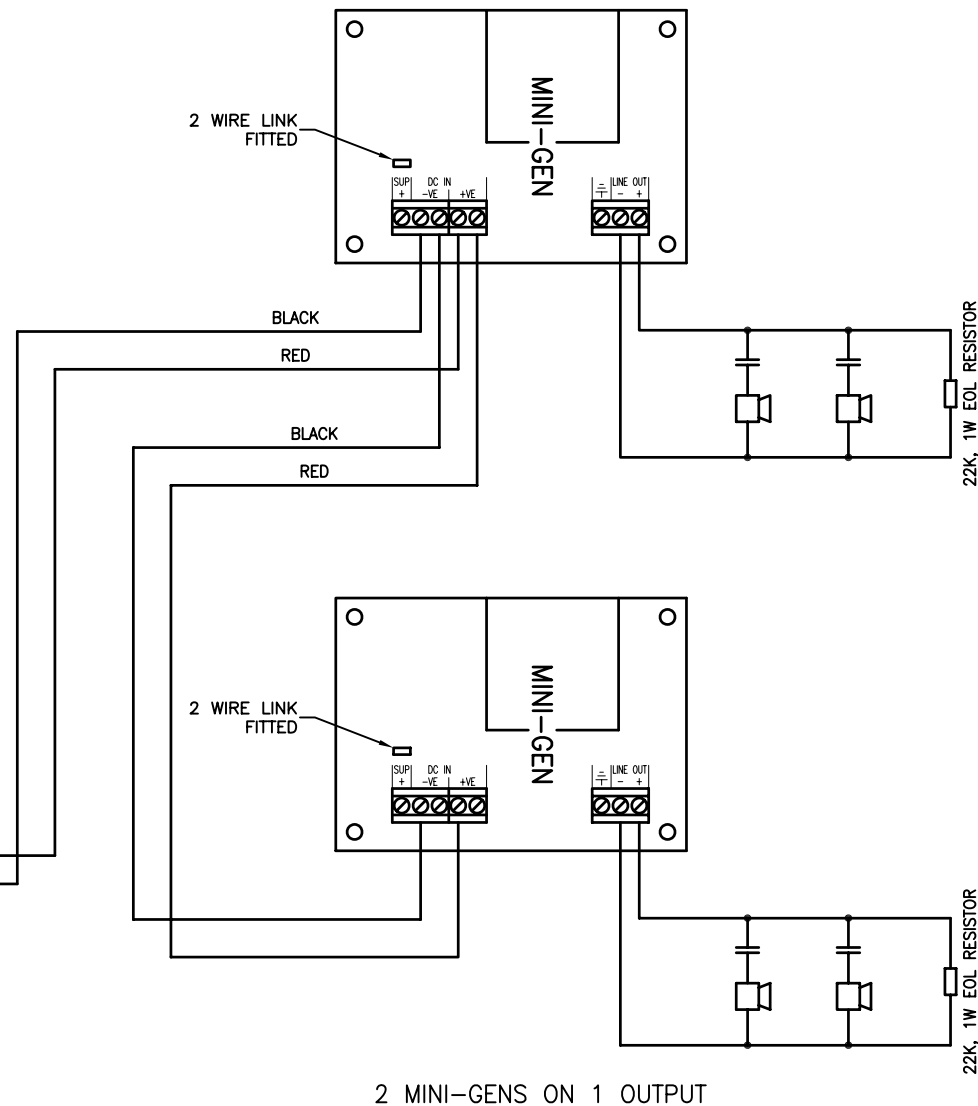 MINI-GEN
2 WIRE LINK
FITTED
SUP DC IN
+ -VE +VE
LINE OUT
- +
BLACK
RED
BLACK
RED
22K, 1W EOL RESISTOR
MINI-GEN
2 WIRE LINK
FITTED
SUP DC IN
+ -VE +VE
LINE OUT
- +
22K, 1W EOL RESISTOR
2 MINI-GENS ON 1 OUTPUT